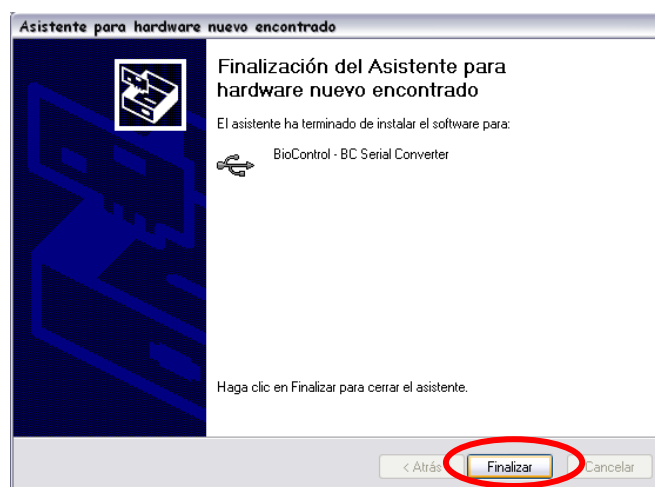 Asistente para hardware nuevo encontrado
Finalización del Asistente para
hardware nuevo encontrado
El asistente ha terminado de instalar el software para:
BioControl - BC Serial Converter
Haga clic en Finalizar para cerrar el asistente.
< Atrás
Finalizar
Cancelar